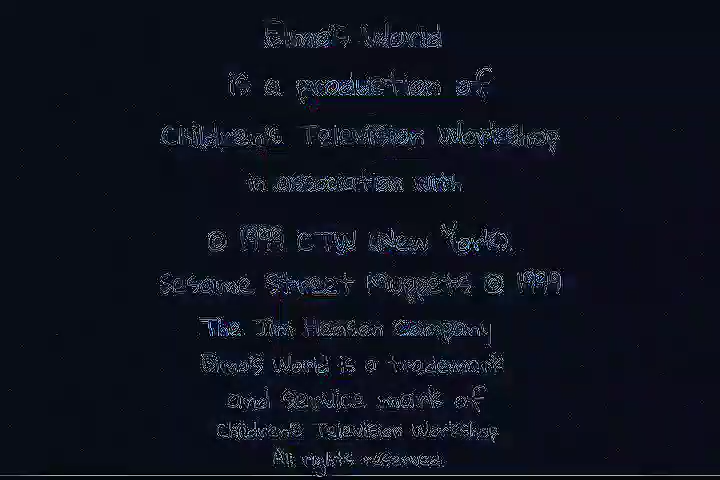 Elmo's World
is a production of
Children's Television Workshop
in association with
© 1999 CTW (New York).
Sesame Street Muppets © 1999
The Jim Henson Company
Elmo's World is a trademark
and service mark of
Children's Television Workshop
All rights reserved.